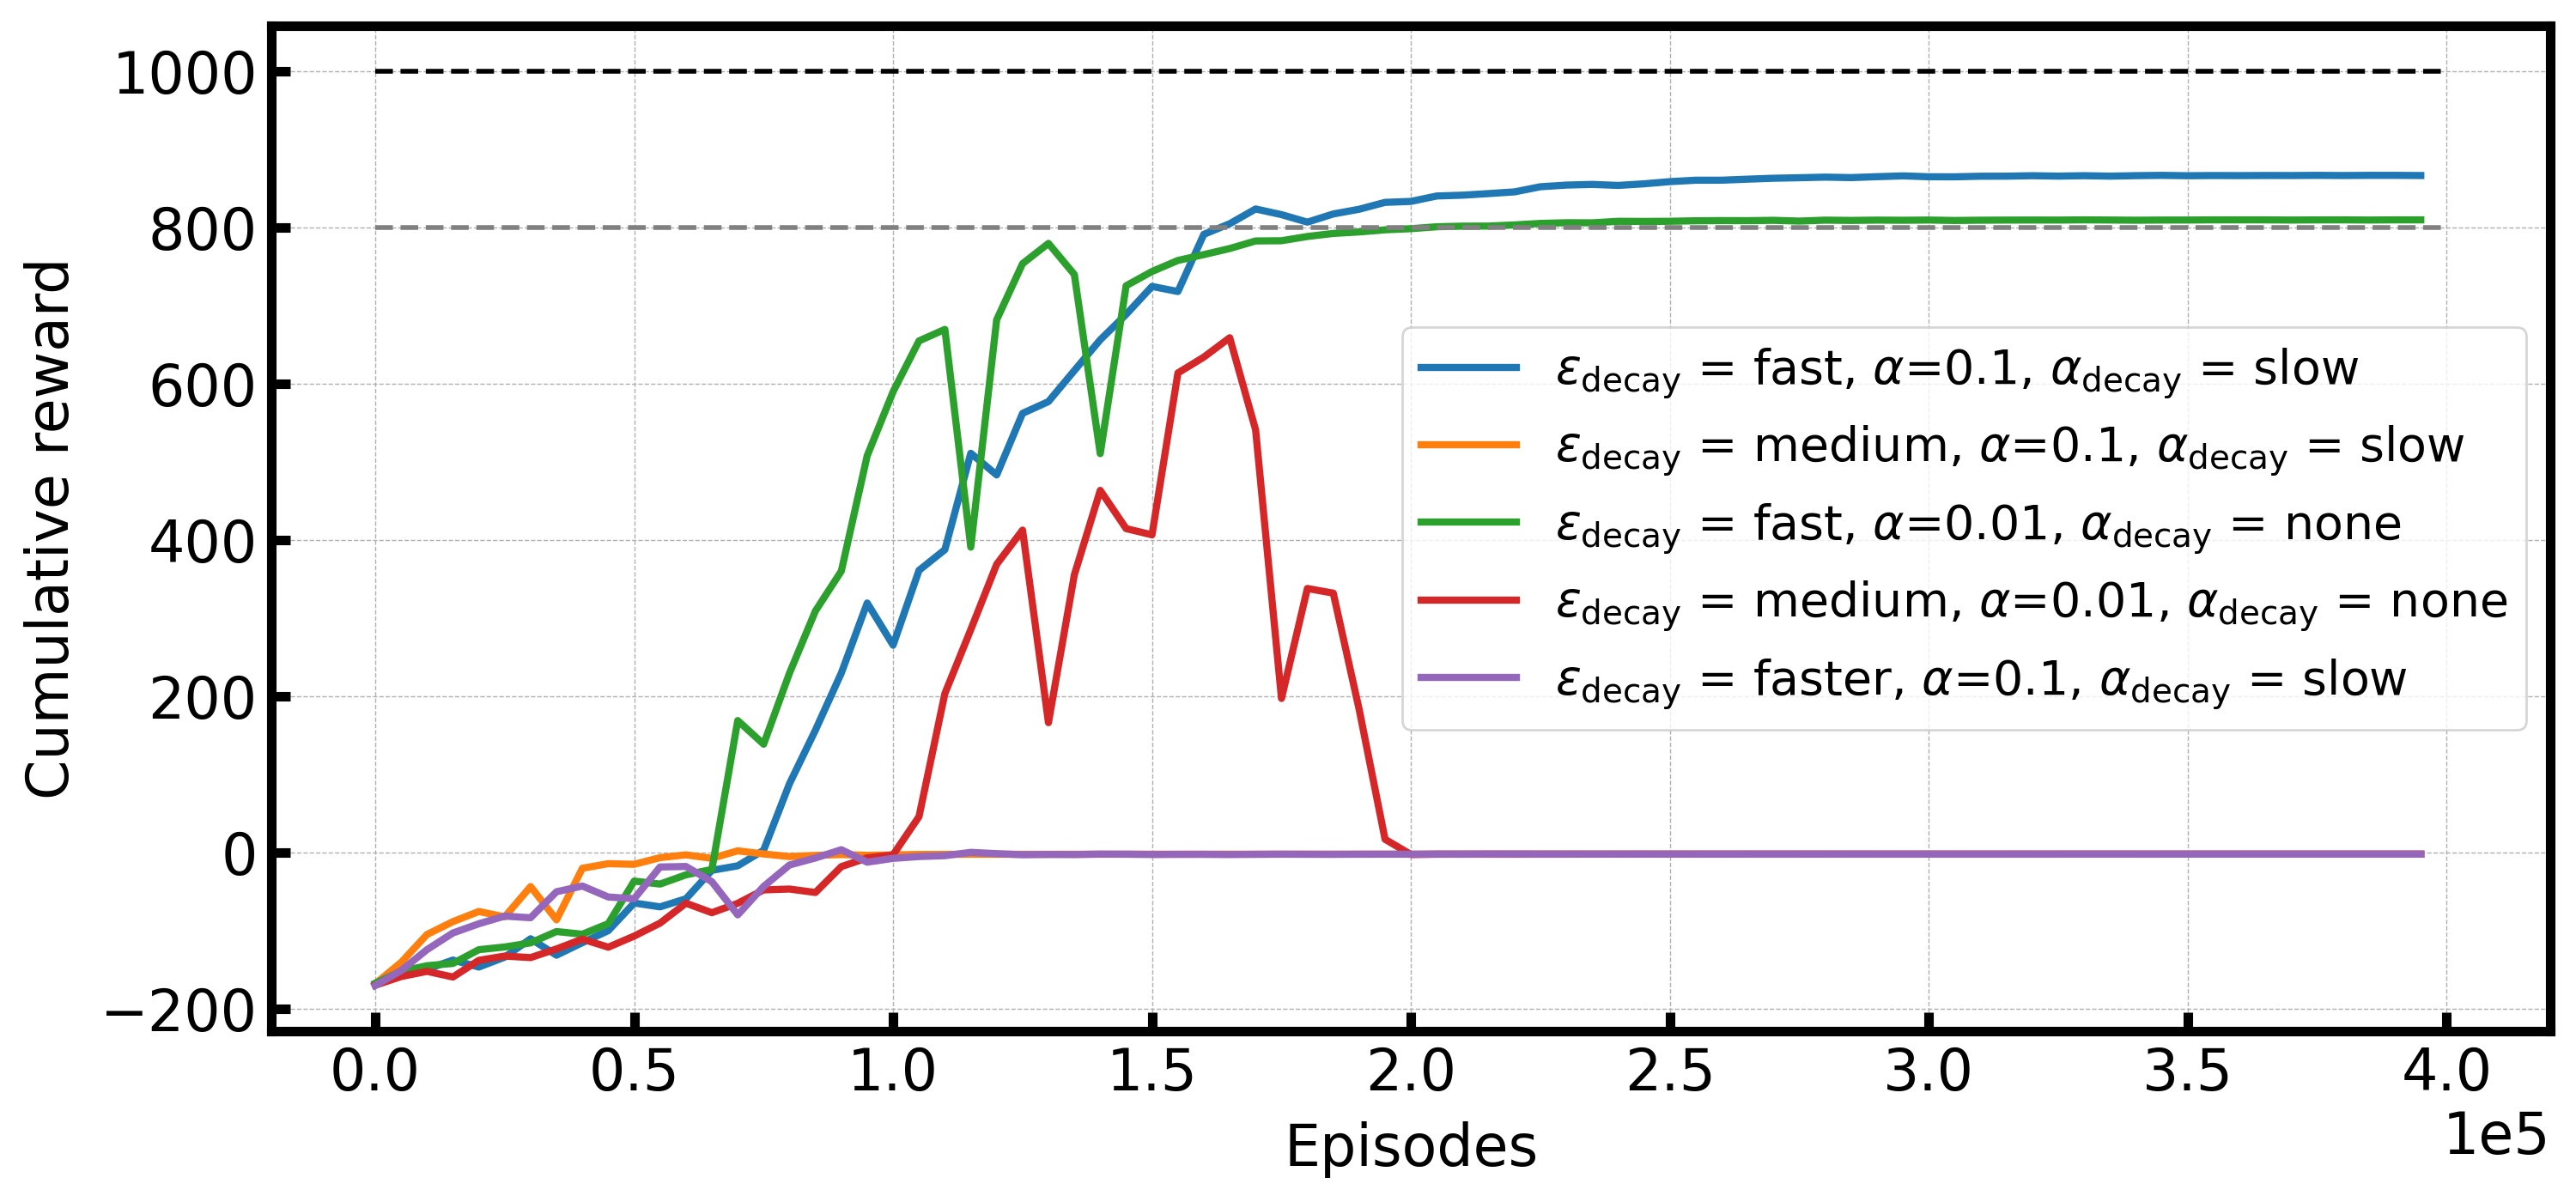 1000
800
600
400
200
0
−200
Cumulative reward
0.0 0.5 1.0 1.5 2.0 2.5 3.0 3.5 4.0
1e5
Episodes
εdecay = fast, α=0.1, αdecay = slow
εdecay = medium, α=0.1, αdecay = slow
εdecay = fast, α=0.01, αdecay = none
εdecay = medium, α=0.01, αdecay = none
εdecay = faster, α=0.1, αdecay = slow